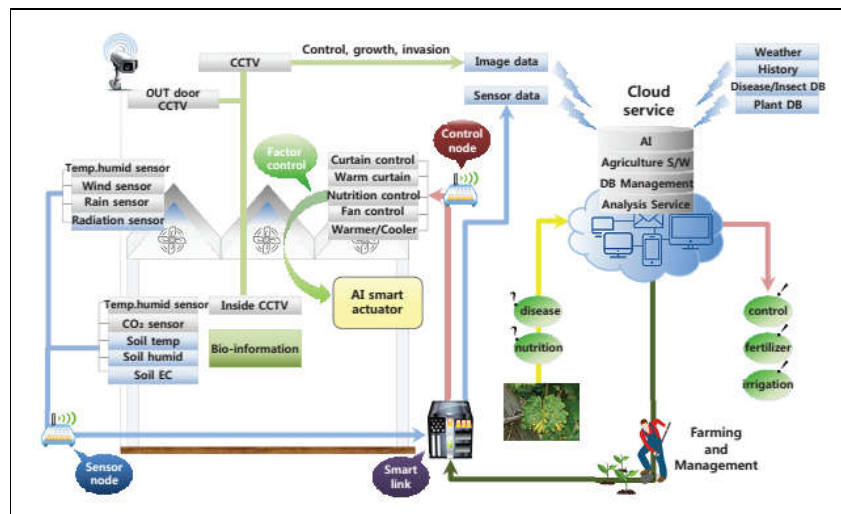 Control, growth, invasion
CCTV
Image data
OUT door
CCTV
Sensor data
Weather
History
Disease/Insect DB
Plant DB
Cloud
service
AI
Agriculture S/W
DB Management
Analysis Service
Factor
control
Curtain control
Warm curtain
Nutrition control
Fan control
Warmer/Cooler
Control
node
Temp.humid sensor
Wind sensor
Rain sensor
Radiation sensor
AI smart
actuator
Temp.humid sensor
CO₂ sensor
Soil temp
Soil humid
Soil EC
Inside CCTV
Bio-information
? disease
? nutrition
control !
fertilizer !
irrigation !
Sensor
node
Smart
link
Farming
and
Management